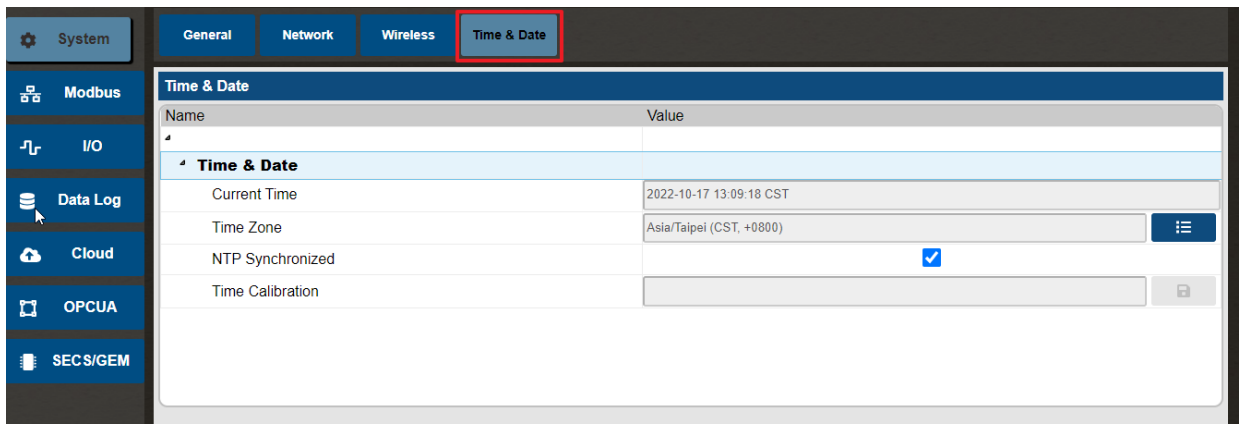 System
General Network Wireless Time & Date
Modbus
I/O
Data Log
Cloud
OPCUA
SECS/GEM
Time & Date
Name Value
Time & Date
Current Time 2022-10-17 13:09:18 CST
Time Zone Asia/Taipei (CST, +0800)
NTP Synchronized
Time Calibration